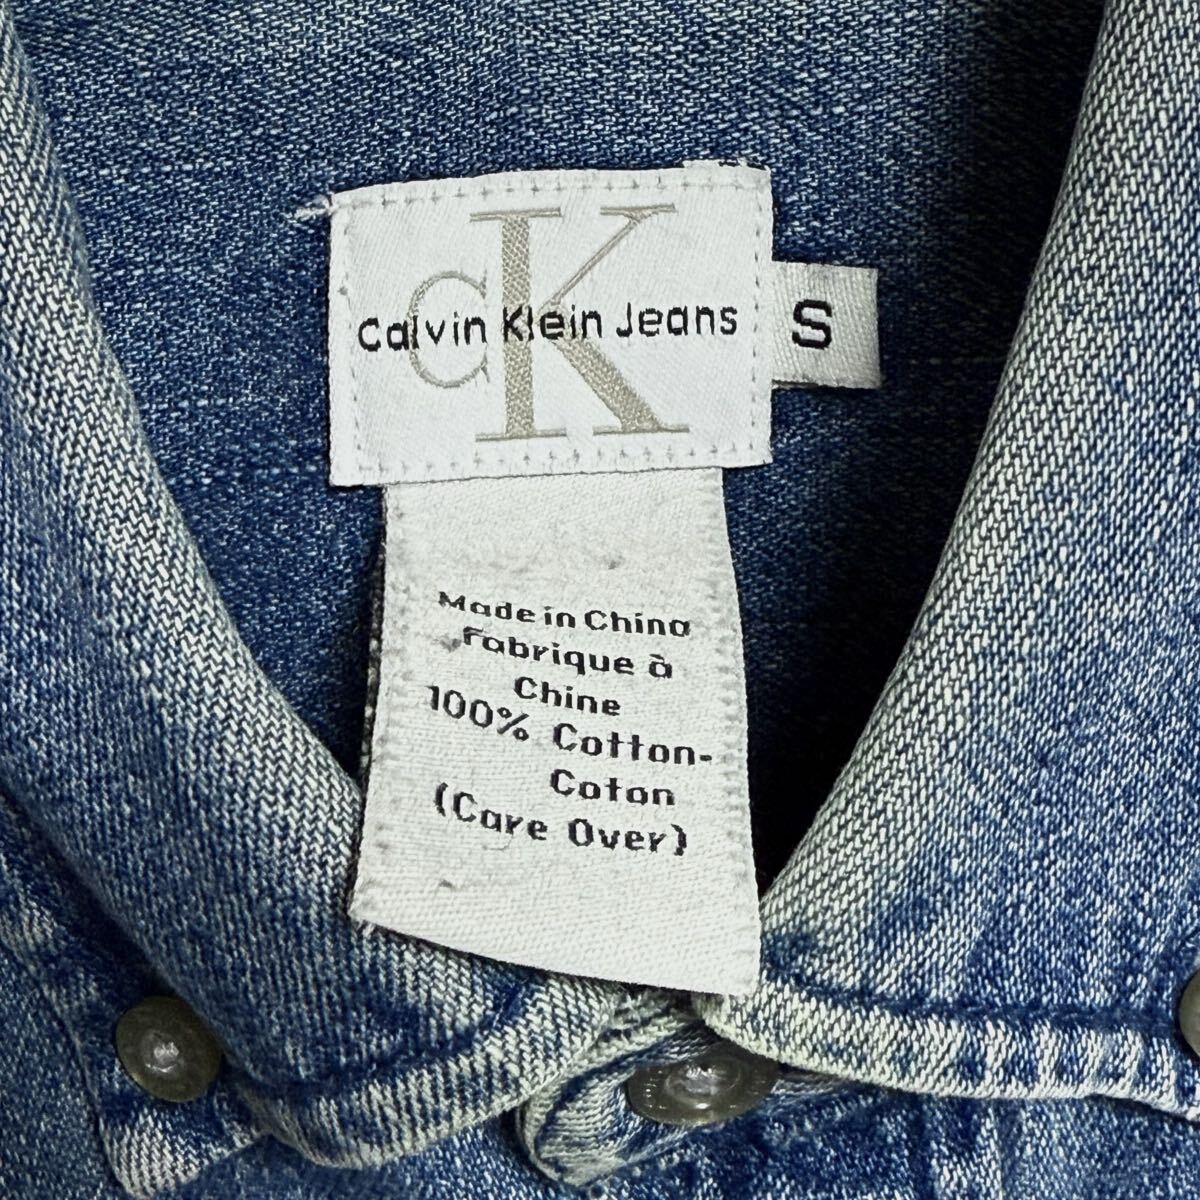 CK
Calvin Klein Jeans
S
Made in China
Fabrique à
Chine
100% Cotton-
Coton
(Care Over)